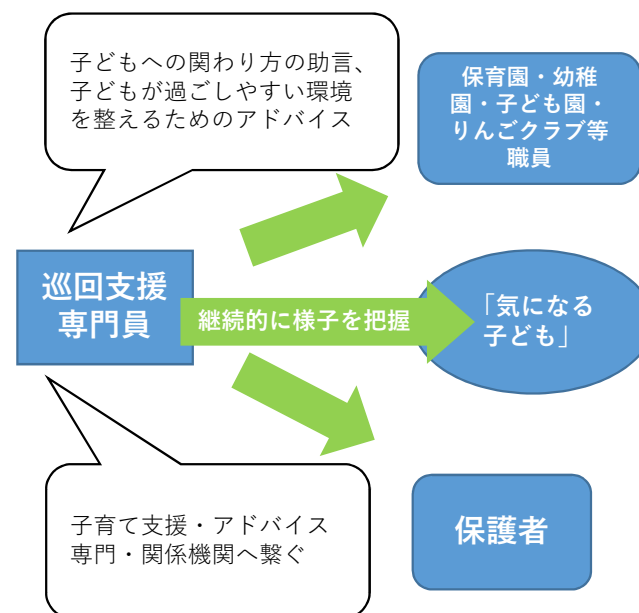 子どもへの関わり方の助言、
子どもが過ごしやすい環境
を整えるためのアドバイス
保育園・幼稚
園・子ども園・
りんごクラブ等
職員
巡回支援
専門員
継続的に様子を把握
「気になる
子ども」
子育て支援・アドバイス
専門・関係機関へ繋ぐ
保護者